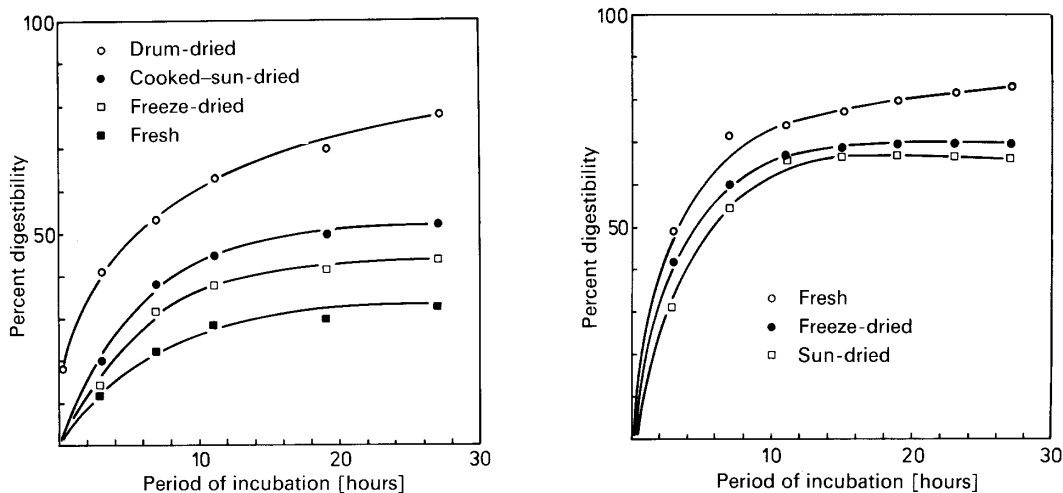 100
Drum-dried
Cooked–sun-dried
Freeze-dried
Fresh
Percent digestibility
50
10
20
30
Period of incubation [hours]
100
Percent digestibility
50
Fresh
Freeze-dried
Sun-dried
10
20
30
Period of incubation [hours]